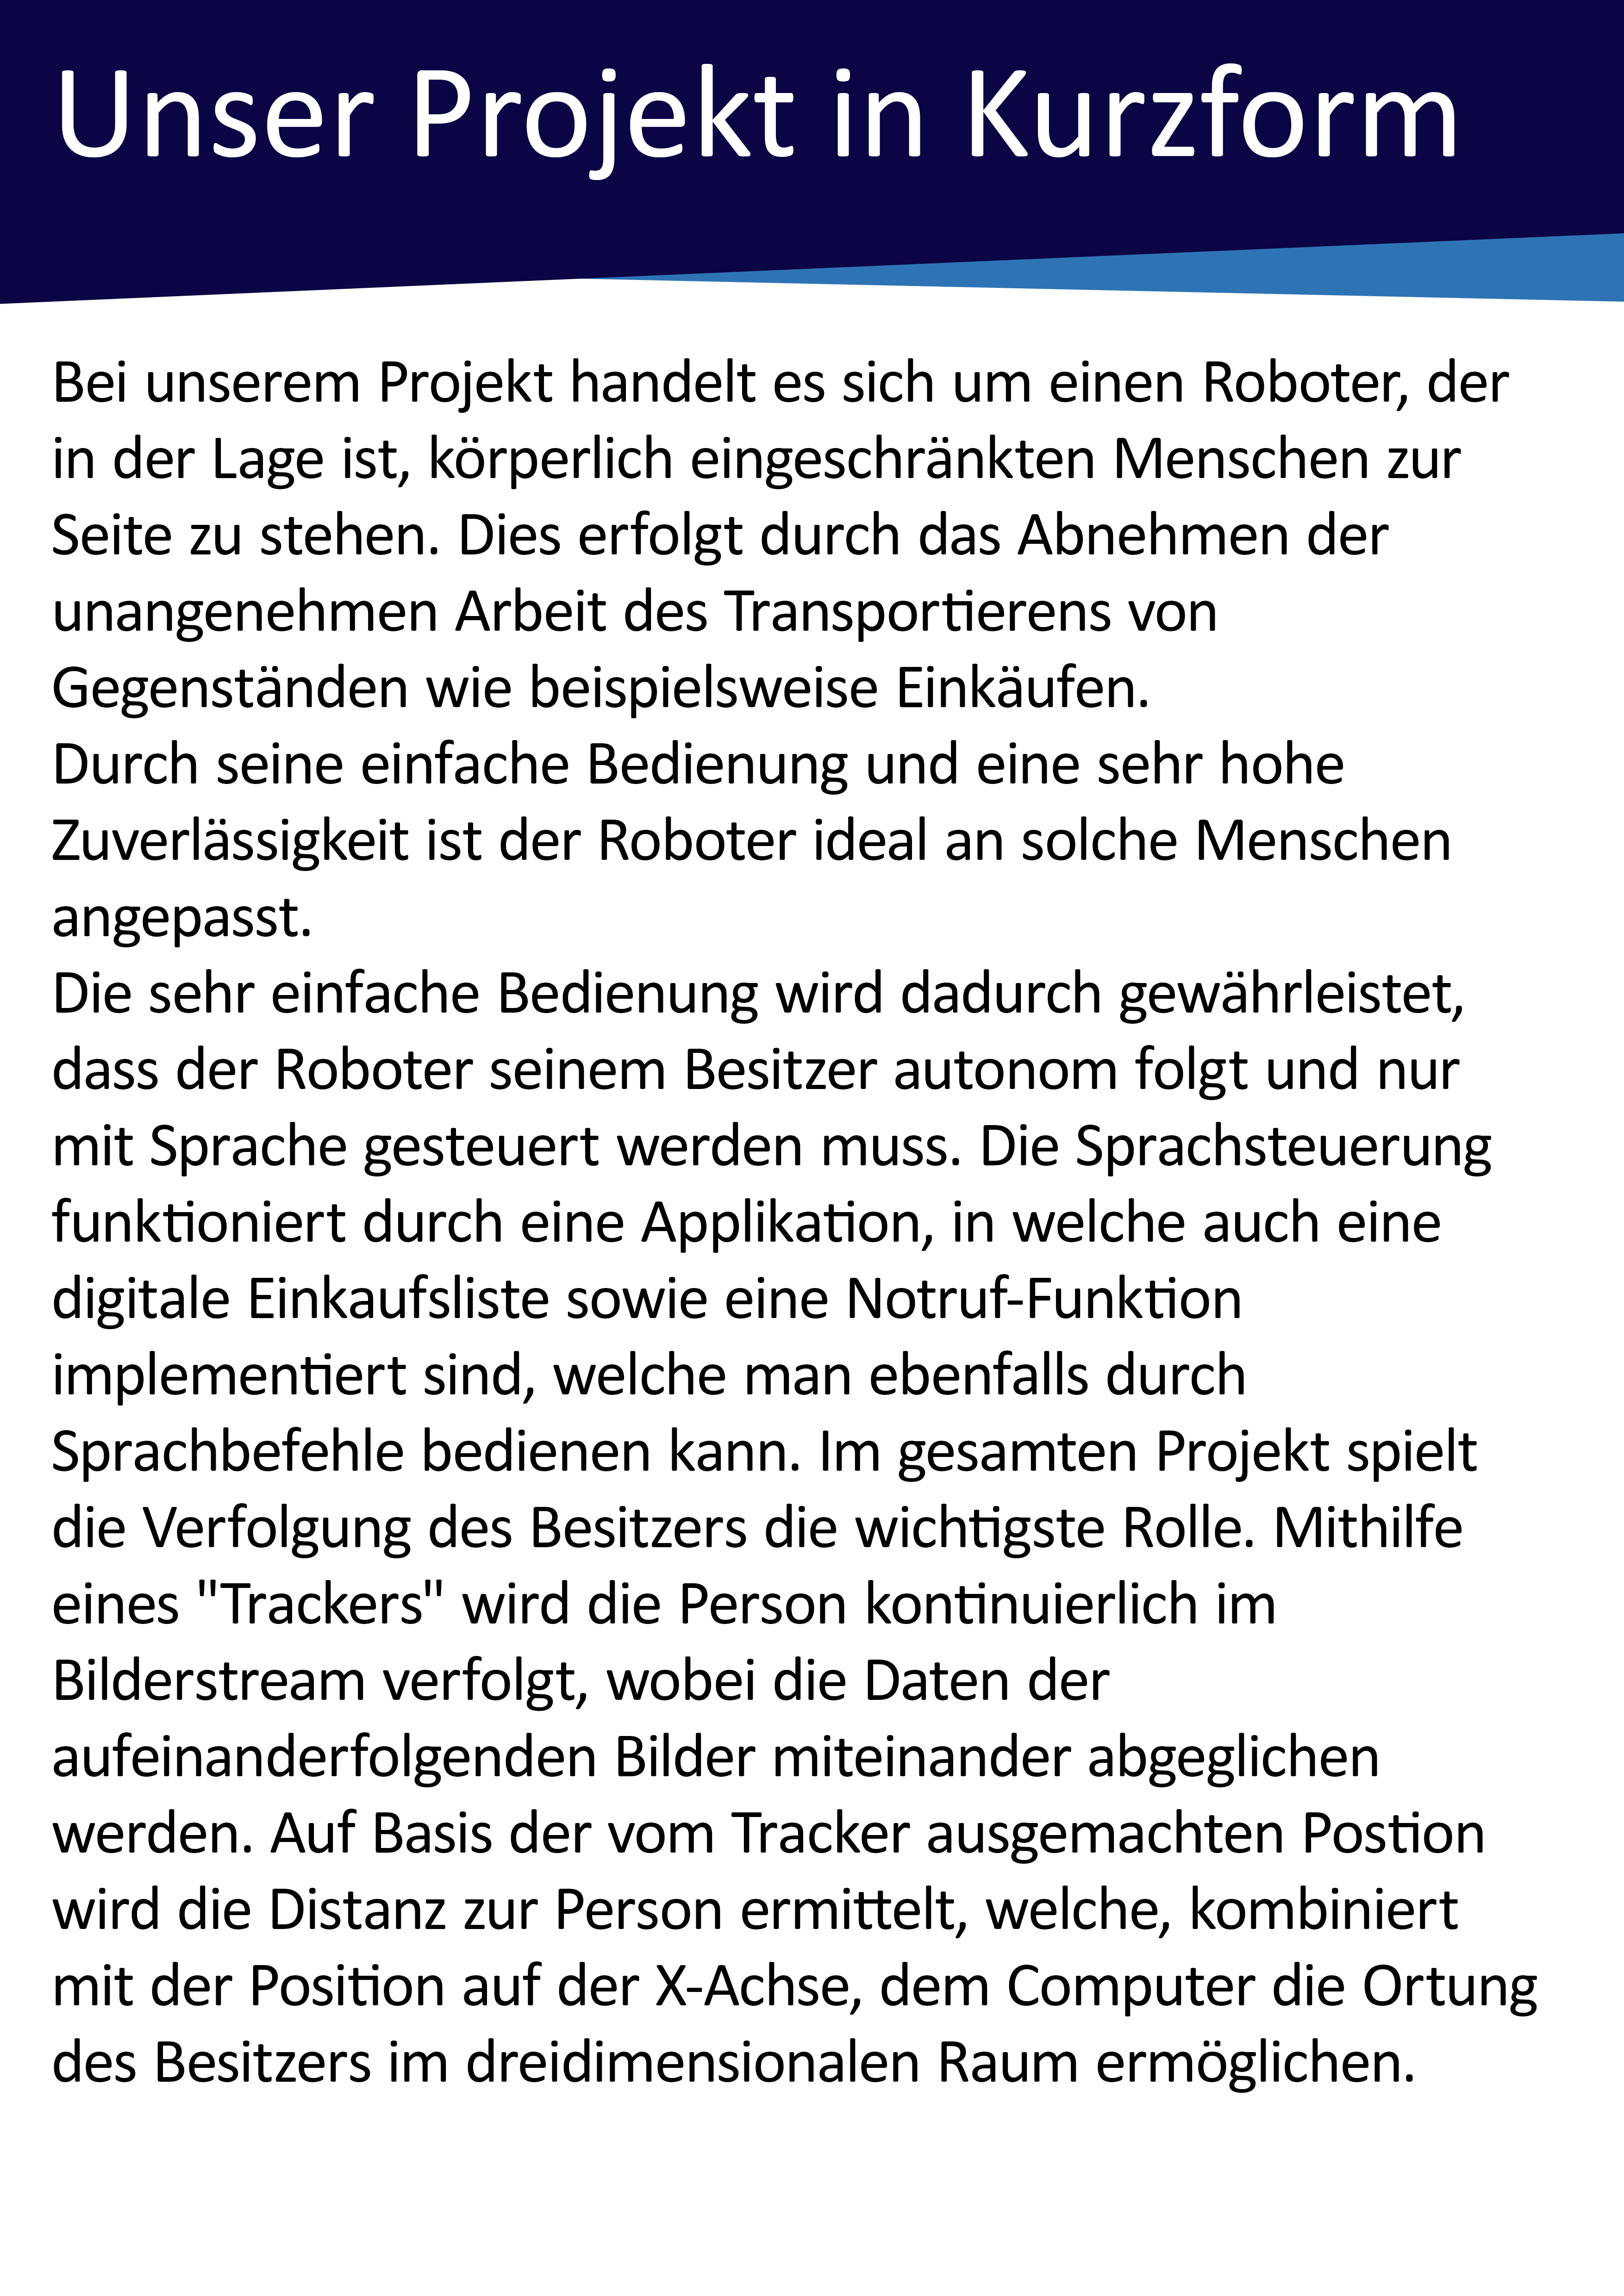 Unser Projekt in Kurzform
Bei unserem Projekt handelt es sich um einen Roboter, der
in der Lage ist, körperlich eingeschränkten Menschen zur
Seite zu stehen. Dies erfolgt durch das Abnehmen der
unangenehmen Arbeit des Transportierens von
Gegenständen wie beispielsweise Einkäufen.
Durch seine einfache Bedienung und eine sehr hohe
Zuverlässigkeit ist der Roboter ideal an solche Menschen
angepasst.
Die sehr einfache Bedienung wird dadurch gewährleistet,
dass der Roboter seinem Besitzer autonom folgt und nur
mit Sprache gesteuert werden muss. Die Sprachsteuerung
funktioniert durch eine Applikation, in welche auch eine
digitale Einkaufsliste sowie eine Notruf-Funktion
implementiert sind, welche man ebenfalls durch
Sprachbefehle bedienen kann. Im gesamten Projekt spielt
die Verfolgung des Besitzers die wichtigste Rolle. Mithilfe
eines "Trackers" wird die Person kontinuierlich im
Bilderstream verfolgt, wobei die Daten der
aufeinanderfolgenden Bilder miteinander abgeglichen
werden. Auf Basis der vom Tracker ausgemachten Postion
wird die Distanz zur Person ermittelt, welche, kombiniert
mit der Position auf der X-Achse, dem Computer die Ortung
des Besitzers im dreidimensionalen Raum ermöglichen.